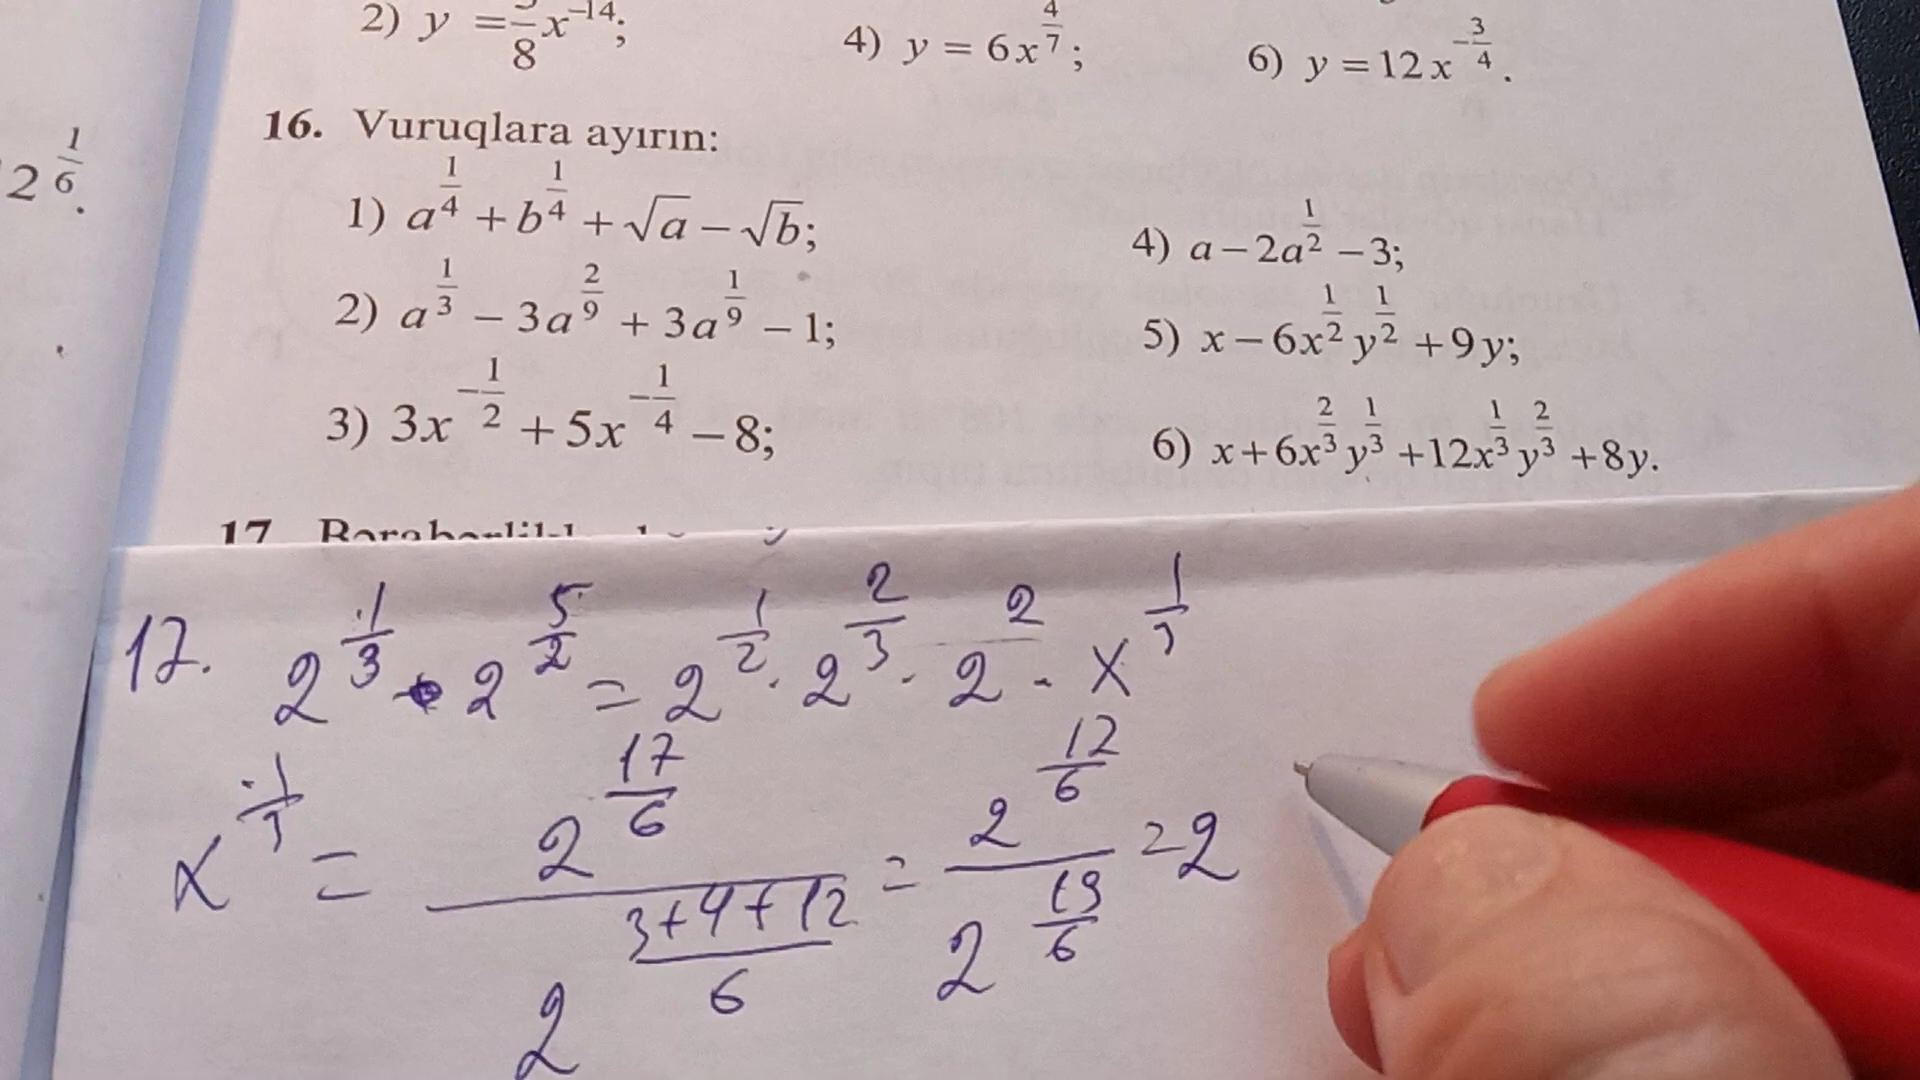 2) y = /8 x^-14;
4) y = 6x^4/7;
6) y = 12x^-3/4.
2^1/6.
16. Vuruqlara ayırın:
1) a^1/4 + b^1/4 + √a − √b;
4) a − 2a^1/2 − 3;
2) a^1/3 − 3a^2/9 + 3a^1/9 − 1;
5) x − 6x^1/2 y^1/2 + 9y;
3) 3x^-1/2 + 5x^-1/4 − 8;
6) x + 6x^2/3 y^1/3 + 12x^1/3 y^2/3 + 8y.
17
17. 2^1/3 · 2^5/2 = 2^1/2 · 2^2/3 · 2^2 · x^1/3
x^1/3 = 2^17/6 / 2^(3+4+12)/6 = 2^12/6 / 2^19/6 = 2